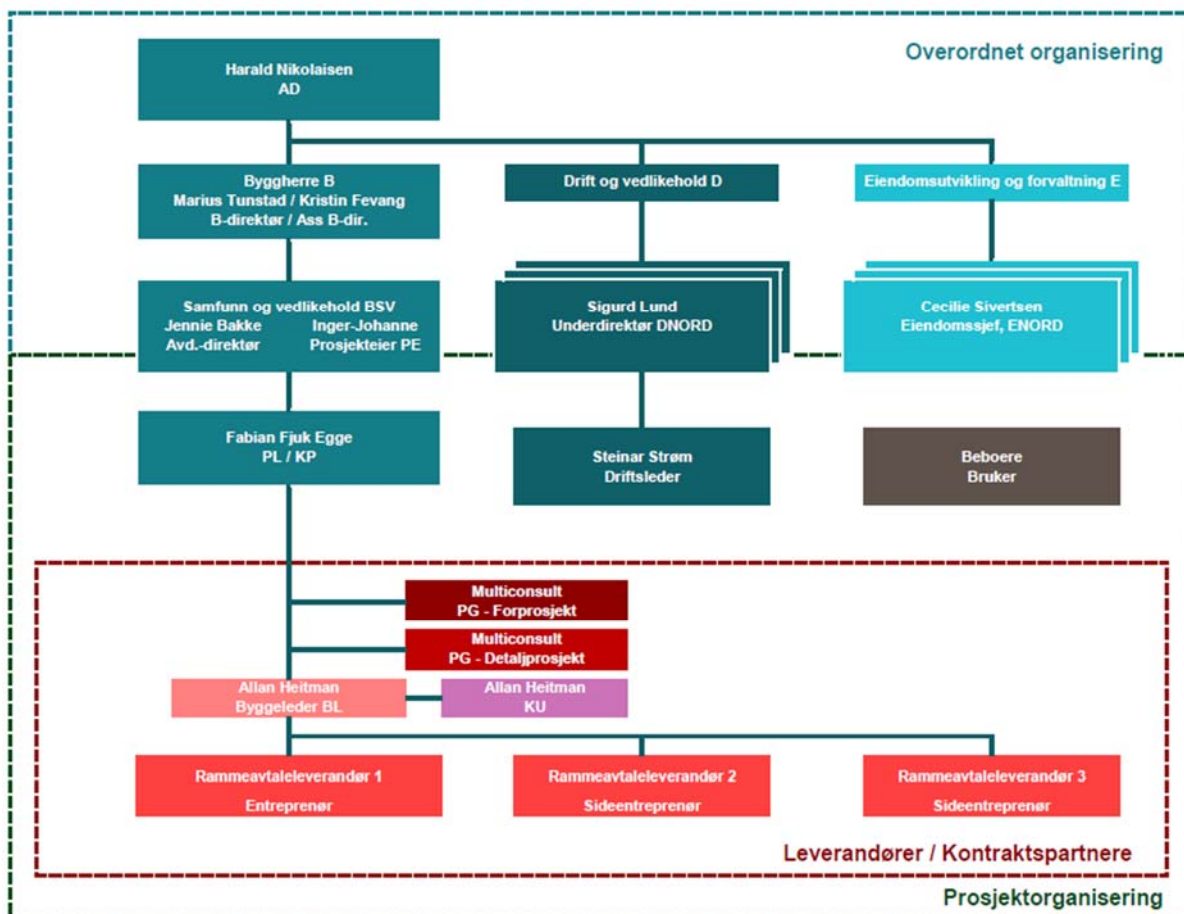 Overordnet organisering
Harald Nikolaisen
AD
Byggherre B
Marius Tunstad / Kristin Fevang
B-direktør / Ass B-dir.
Drift og vedlikehold D
Eiendomsutvikling og forvaltning E
Samfunn og vedlikehold BSV
Jennie Bakke Inger-Johanne
Avd.-direktør Prosjekteier PE
Sigurd Lund
Underdirektør DNORD
Cecilie Sivertsen
Eiendomssjef, ENORD
Fabian Fjuk Egge
PL / KP
Steinar Strøm
Driftsleder
Beboere
Bruker
Multiconsult
PG - Forprosjekt
Multiconsult
PG - Detaljprosjekt
Allan Heitman
Byggeleder BL
Allan Heitman
KU
Rammeavtaleleverandør 1
Entreprenør
Rammeavtaleleverandør 2
Sideentreprenør
Rammeavtaleleverandør 3
Sideentreprenør
Leverandører / Kontraktspartnere
Prosjektorganisering